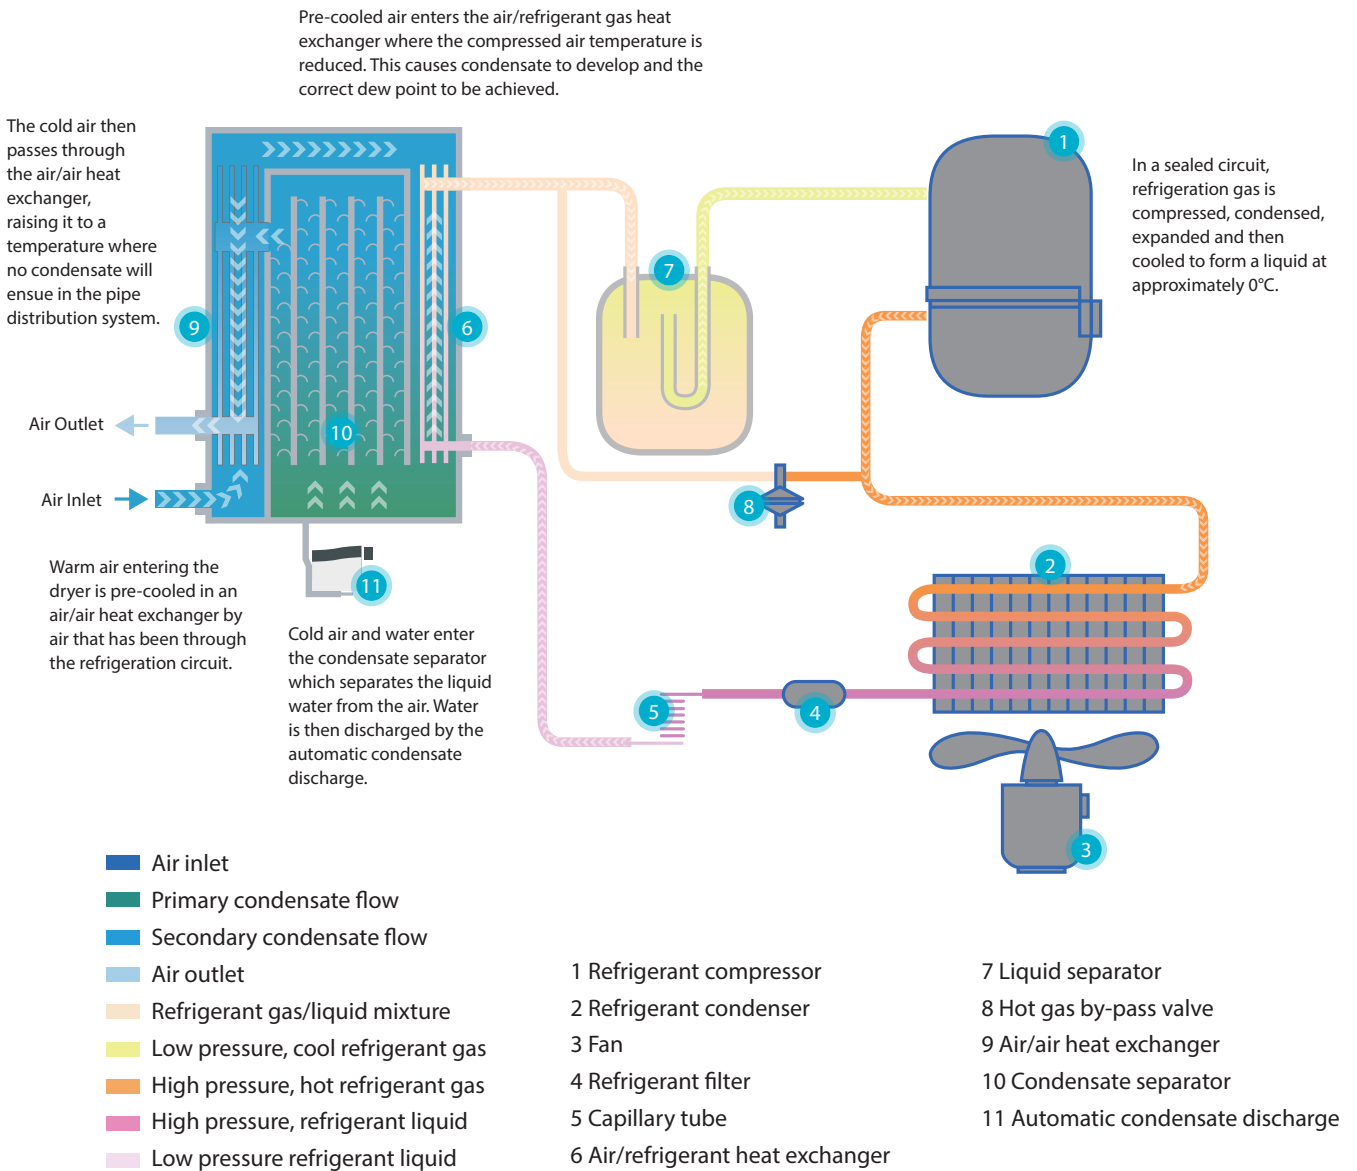 Pre-cooled air enters the air/refrigerant gas heat
exchanger where the compressed air temperature is
reduced. This causes condensate to develop and the
correct dew point to be achieved.
The cold air then
passes through
the air/air heat
exchanger,
raising it to a
temperature where
no condensate will
ensue in the pipe
distribution system.
1
In a sealed circuit,
refrigeration gas is
compressed, condensed,
expanded and then
cooled to form a liquid at
approximately 0°C.
7
9
6
Air Outlet
10
Air Inlet
8
Warm air entering the
dryer is pre-cooled in an
air/air heat exchanger by
air that has been through
the refrigeration circuit.
11
2
Cold air and water enter
the condensate separator
which separates the liquid
water from the air. Water
is then discharged by the
automatic condensate
discharge.
5
4
3
Air inlet
Primary condensate flow
Secondary condensate flow
Air outlet
Refrigerant gas/liquid mixture
Low pressure, cool refrigerant gas
High pressure, hot refrigerant gas
High pressure, refrigerant liquid
Low pressure refrigerant liquid
1 Refrigerant compressor
2 Refrigerant condenser
3 Fan
4 Refrigerant filter
5 Capillary tube
6 Air/refrigerant heat exchanger
7 Liquid separator
8 Hot gas by-pass valve
9 Air/air heat exchanger
10 Condensate separator
11 Automatic condensate discharge